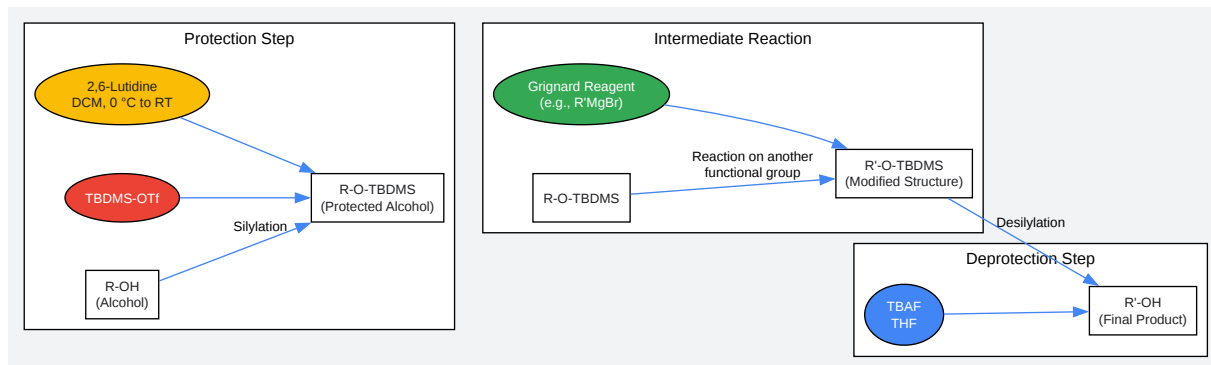 Protection Step
2,6-Lutidine
DCM, 0 °C to RT
TBDMS-OTf
Silylation
R-OH
(Alcohol)
R-O-TBDMS
(Protected Alcohol)
Intermediate Reaction
Grignard Reagent
(e.g., R'MgBr)
Reaction on another
functional group
R-O-TBDMS
R'-O-TBDMS
(Modified Structure)
Desilylation
Deprotection Step
TBAF
THF
R'-OH
(Final Product)